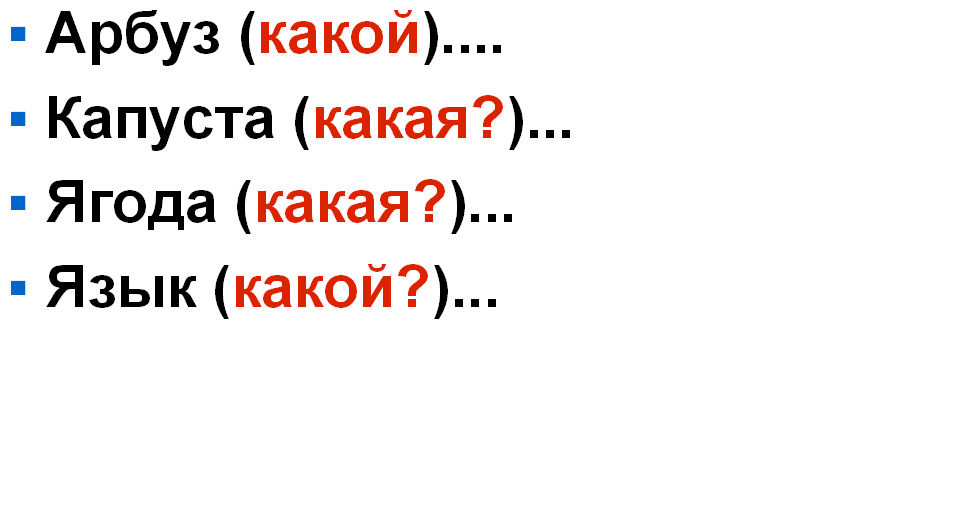 ▪ Арбуз (какой)....
▪ Капуста (какая?)...
▪ Ягода (какая?)...
▪ Язык (какой?)...